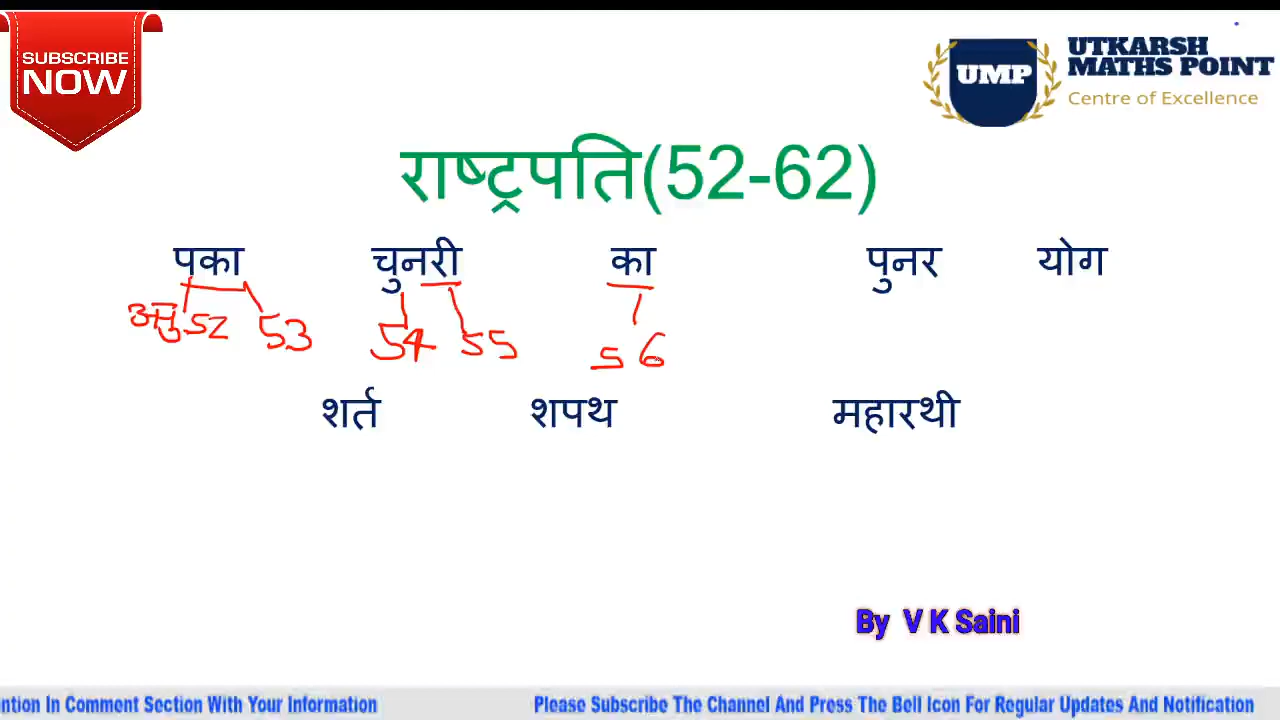 SUBSCRIBE
NOW
UMP
UTKARSH
MATHS POINT
Centre of Excellence
राष्ट्रपति(52-62)
पका चुनरी का पुनर योग
अनु 52 53 54 55 56
शर्त शपथ महारथी
By V K Saini
ntion In Comment Section With Your Information Please Subscribe The Channel And Press The Bell Icon For Regular Updates And Notification